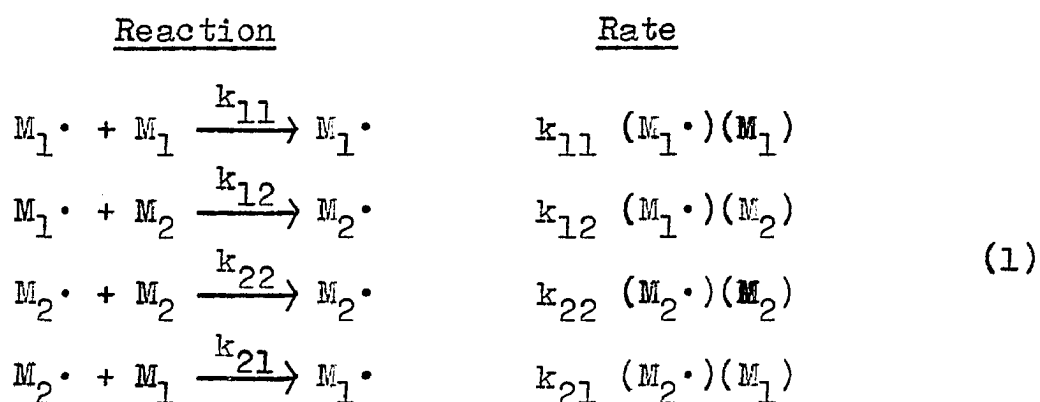 Reaction Rate
M₁· + M₁ —k₁₁→ M₁· k₁₁ (M₁·)(M₁)
M₁· + M₂ —k₁₂→ M₂· k₁₂ (M₁·)(M₂)
M₂· + M₂ —k₂₂→ M₂· k₂₂ (M₂·)(M₂)
(1)
M₂· + M₁ —k₂₁→ M₁· k₂₁ (M₂·)(M₁)